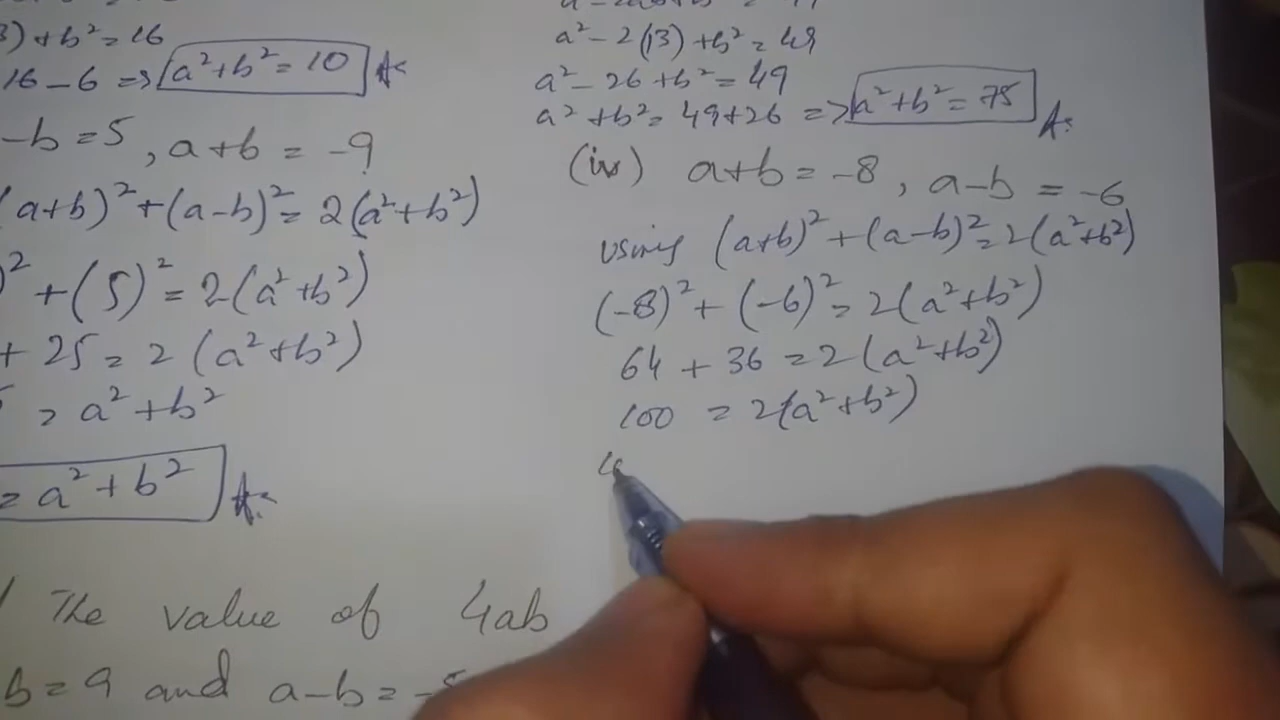 3) + b² = 16
16 - 6 => a² + b² = 10 A:
-b = 5, a+b = -9
(a+b)² + (a-b)² = 2(a²+b²)
)² + (5)² = 2(a²+b²)
+ 25 = 2 (a²+b²)
= a² + b²
= a² + b² A:
The value of 4ab
b = 9 and a-b = -5
a² - 2(13) + b² = 49
a² - 26 + b² = 49
a² + b² = 49+26 => a² + b² = 75 A:
(iv) a+b = -8, a-b = -6
using (a+b)² + (a-b)² = 2(a²+b²)
(-8)² + (-6)² = 2(a²+b²)
64 + 36 = 2(a²+b²)
100 = 2(a²+b²)